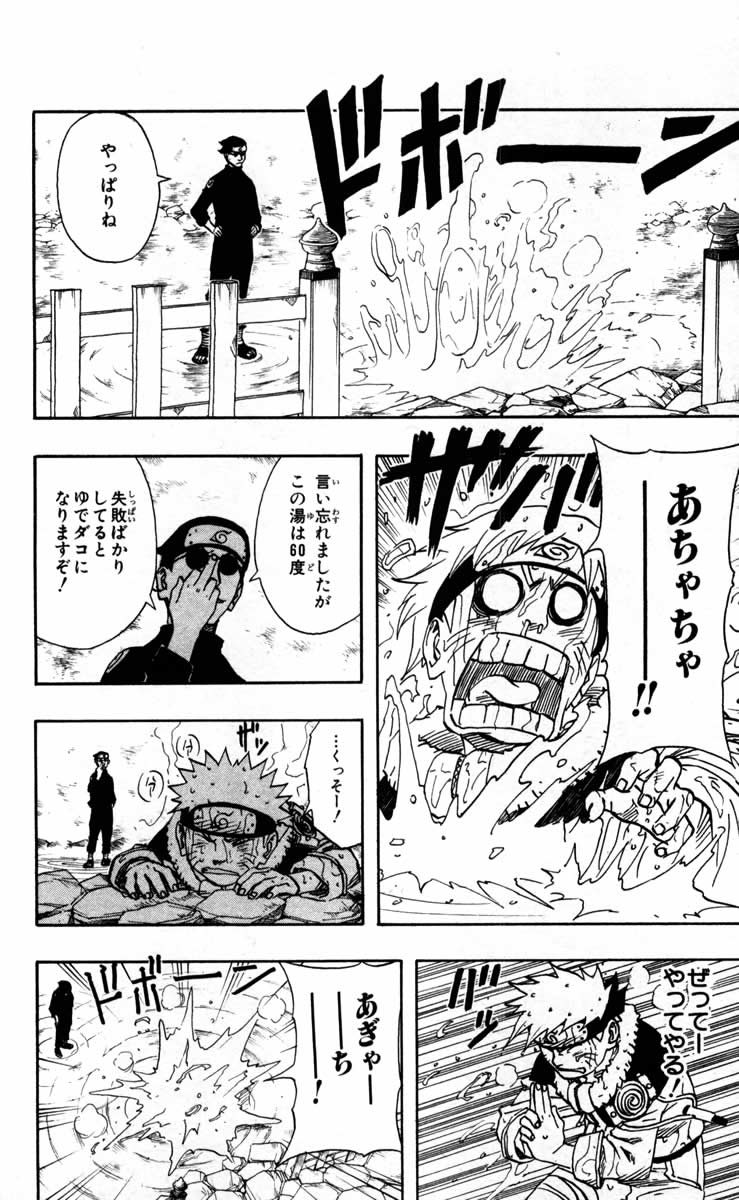 ドボーン
やっぱりね
あちゃちゃ
ーー!!
ザバッ
言い忘れましたが
この湯は60度
失敗ばかり
してると
ゆでダコに
なりますぞ!
…くっそー!
ザッ
ぜってー
やってやる!
バッ
あぎゃー
ーち
ー!
ドボーン